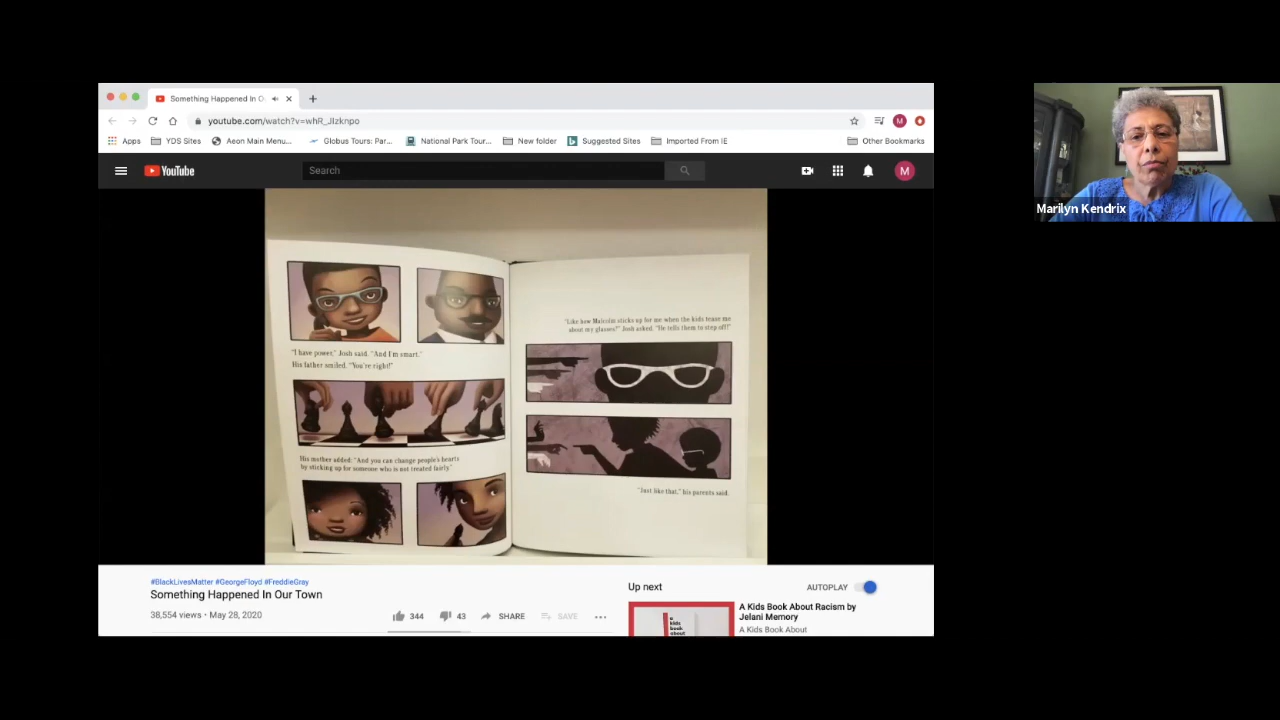 Something Happened In O
youtube.com/watch?v=whR_JIzknpo
M
Apps
YDS Sites
Aeon Main Menu...
Globus Tours: Par...
National Park Tour...
New folder
Suggested Sites
Imported From IE
Other Bookmarks
YouTube
Search
M
Marilyn Kendrix
"I have power," Josh said. "And I'm smart."
His father smiled. "You're right!"
His mother added: "And you can change people's hearts
by sticking up for someone who is not treated fairly."
"Like how Malcolm sticks up for me when the kids tease me
about my glasses?" Josh asked. "He tells them to step off!"
"Just like that," his parents said.
#BlackLivesMatter #GeorgeFloyd #FreddieGray
Something Happened In Our Town
38,554 views • May 28, 2020
344
43
SHARE
SAVE
Up next
AUTOPLAY
a
kids
book
about
A Kids Book About Racism by
Jelani Memory
A Kids Book About